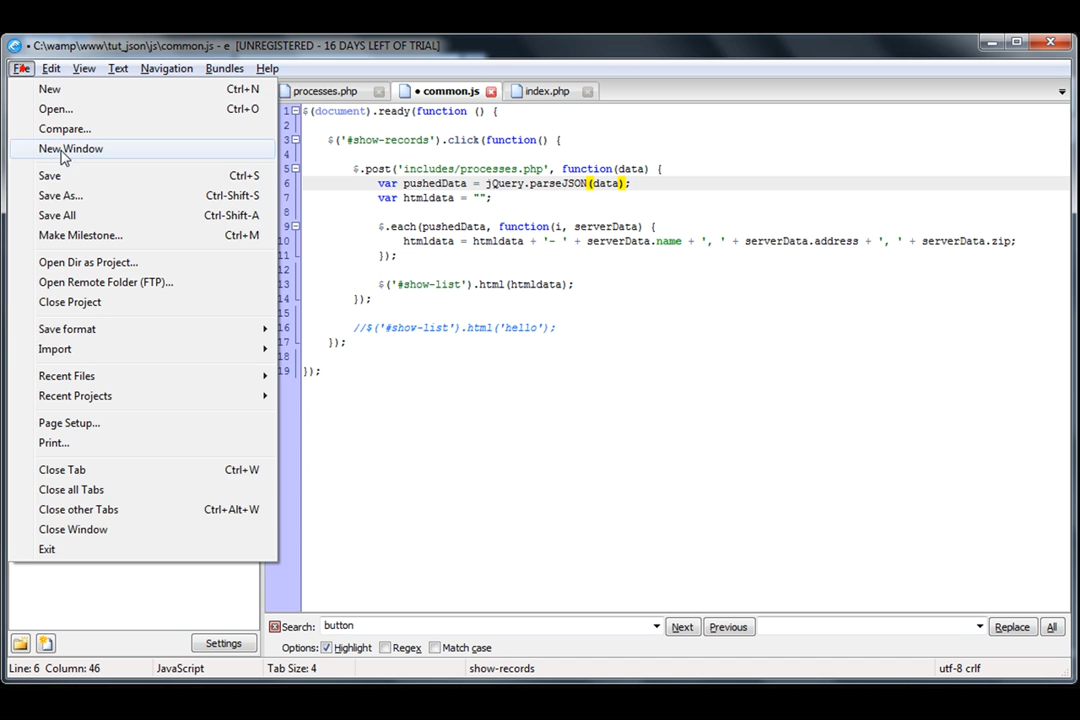 • C:\wamp\www\tut_json\js\common.js - e [UNREGISTERED - 16 DAYS LEFT OF TRIAL]
File Edit View Text Navigation Bundles Help
New Ctrl+N
Open... Ctrl+O
Compare...
New Window
Save Ctrl+S
Save As... Ctrl-Shift-S
Save All Ctrl-Shift-A
Make Milestone... Ctrl+M
Open Dir as Project...
Open Remote Folder (FTP)...
Close Project
Save format
Import
Recent Files
Recent Projects
Page Setup...
Print...
Close Tab Ctrl+W
Close all Tabs
Close other Tabs Ctrl+Alt+W
Close Window
Exit
processes.php • common.js index.php
1 $(document).ready(function () {
2
3 $('#show-records').click(function() {
4
5 $.post('includes/processes.php', function(data) {
6 var pushedData = jQuery.parseJSON(data);
7 var htmldata = "";
8
9 $.each(pushedData, function(i, serverData) {
10 htmldata = htmldata + '- ' + serverData.name + ', ' + serverData.address + ', ' + serverData.zip;
11 });
12
13 $('#show-list').html(htmldata);
14 });
15
16 //$('#show-list').html('hello');
17 });
18
19 });
Search: button Next Previous Replace All
Options: Highlight Regex Match case
Settings
Line: 6 Column: 46 JavaScript Tab Size: 4 show-records utf-8 crlf